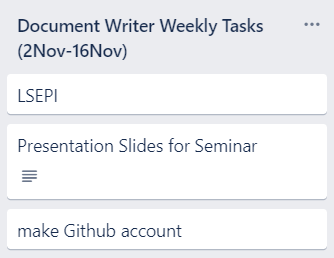 Document Writer Weekly Tasks
(2Nov-16Nov)
LSEPI
Presentation Slides for Seminar
make Github account